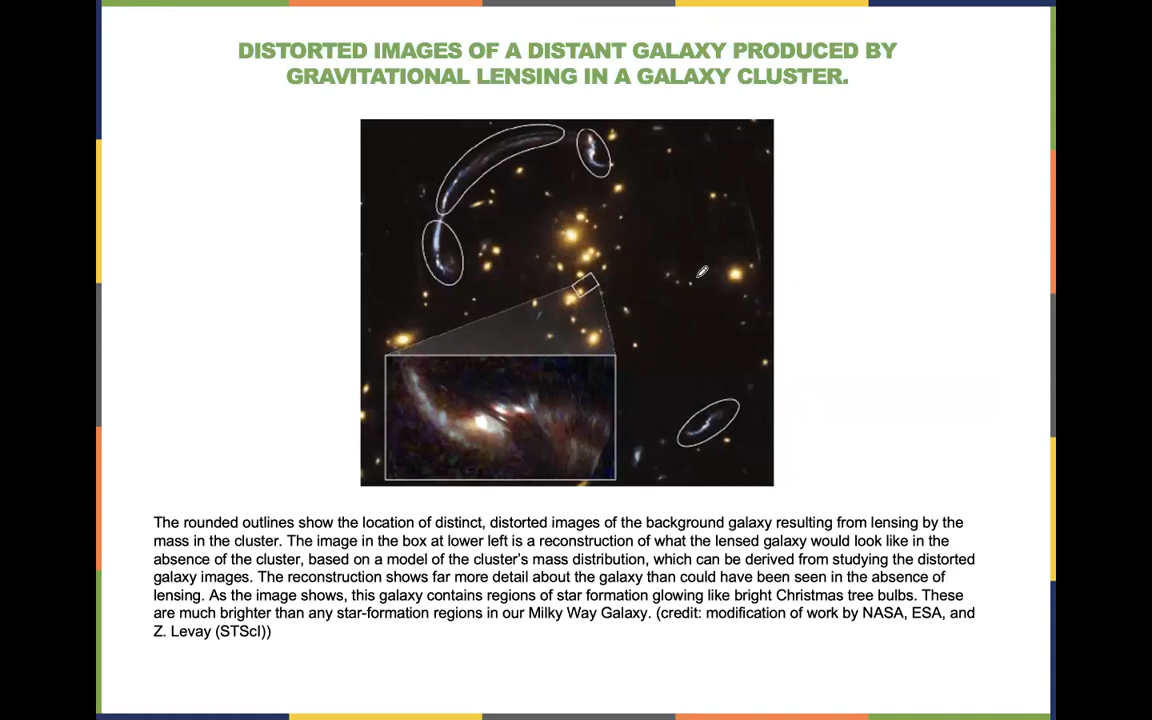 DISTORTED IMAGES OF A DISTANT GALAXY PRODUCED BY
GRAVITATIONAL LENSING IN A GALAXY CLUSTER.
The rounded outlines show the location of distinct, distorted images of the background galaxy resulting from lensing by the
mass in the cluster. The image in the box at lower left is a reconstruction of what the lensed galaxy would look like in the
absence of the cluster, based on a model of the cluster’s mass distribution, which can be derived from studying the distorted
galaxy images. The reconstruction shows far more detail about the galaxy than could have been seen in the absence of
lensing. As the image shows, this galaxy contains regions of star formation glowing like bright Christmas tree bulbs. These
are much brighter than any star-formation regions in our Milky Way Galaxy. (credit: modification of work by NASA, ESA, and
Z. Levay (STScI))